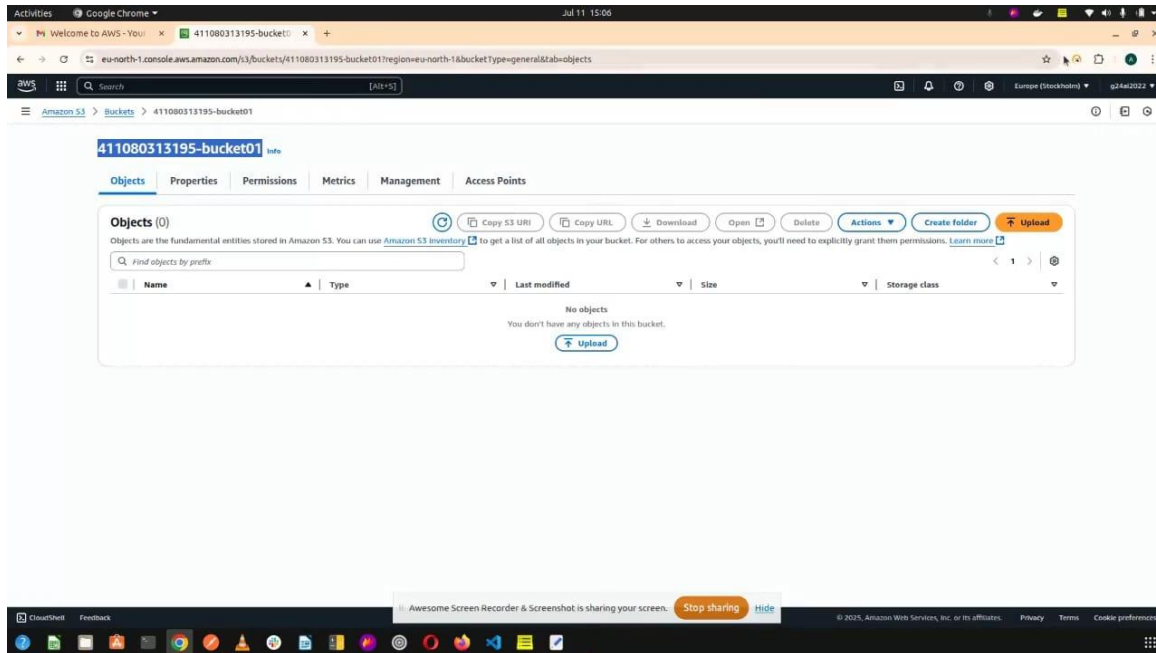 Activities Google Chrome Jul 11 15:06
Welcome to AWS - Your 411080313195-bucket0
eu-north-1.console.aws.amazon.com/s3/buckets/411080313195-bucket01?region=eu-north-1&bucketType=general&tab=objects
aws Search [Alt+S] Europe (Stockholm) g24ai2022
Amazon S3 > Buckets > 411080313195-bucket01
411080313195-bucket01 Info
Objects Properties Permissions Metrics Management Access Points
Objects (0) Copy S3 URI Copy URL Download Open Delete Actions Create folder Upload
Objects are the fundamental entities stored in Amazon S3. You can use Amazon S3 inventory to get a list of all objects in your bucket. For others to access your objects, you'll need to explicitly grant them permissions. Learn more
Find objects by prefix < 1 >
Name Type Last modified Size Storage class
No objects
You don't have any objects in this bucket.
Upload
Awesome Screen Recorder & Screenshot is sharing your screen. Stop sharing Hide
CloudShell Feedback © 2025, Amazon Web Services, Inc. or its affiliates. Privacy Terms Cookie preferences